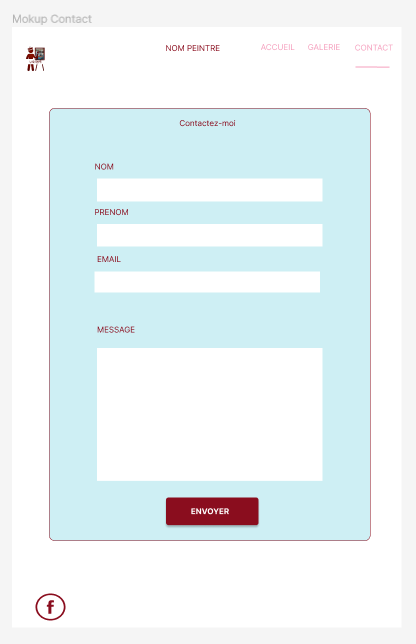 Mokup Contact
NOM PEINTRE ACCUEIL GALERIE CONTACT
Contactez-moi
NOM
PRENOM
EMAIL
MESSAGE
ENVOYER
f